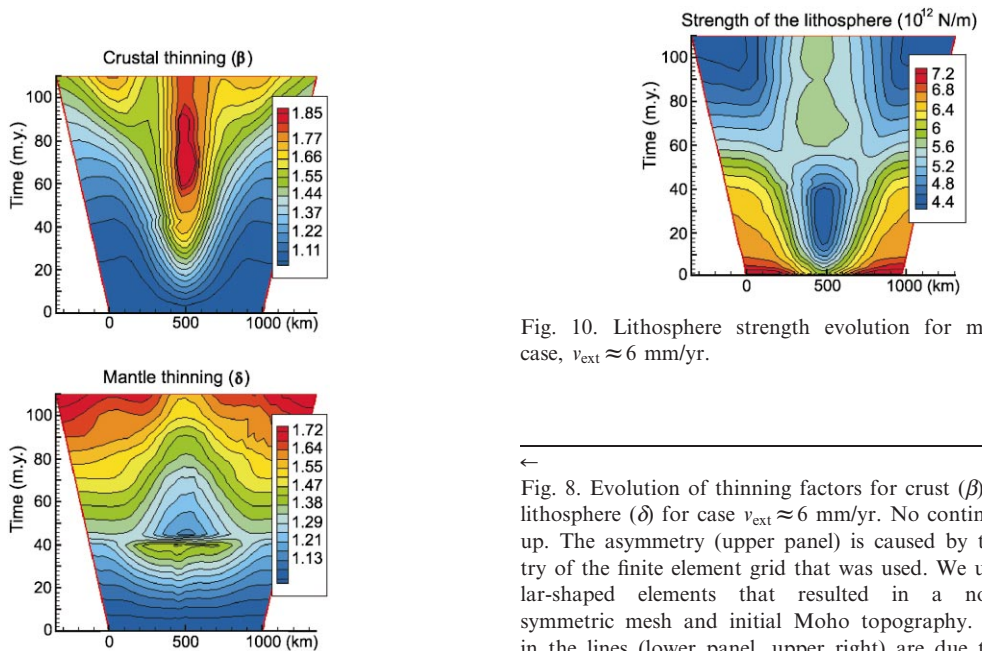 Crustal thinning (β)
Time (m.y.)
100
80
60
40
20
0
1.85
1.77
1.66
1.55
1.44
1.37
1.22
1.11
0 500 1000 (km)
Mantle thinning (δ)
Time (m.y.)
100
80
60
40
20
0
1.72
1.64
1.55
1.47
1.38
1.29
1.21
1.13
0 500 1000 (km)
Strength of the lithosphere (10¹² N/m)
Time (m.y.)
100
80
60
40
20
0
7.2
6.8
6.4
6
5.6
5.2
4.8
4.4
0 500 1000 (km)
Fig. 10. Lithosphere strength evolution for m
case, vext ≈ 6 mm/yr.
←
Fig. 8. Evolution of thinning factors for crust (β)
lithosphere (δ) for case vext ≈ 6 mm/yr. No contin
up. The asymmetry (upper panel) is caused by t
try of the finite element grid that was used. We u
lar-shaped elements that resulted in a no
symmetric mesh and initial Moho topography.
in the lines (lower panel, upper right) are due t